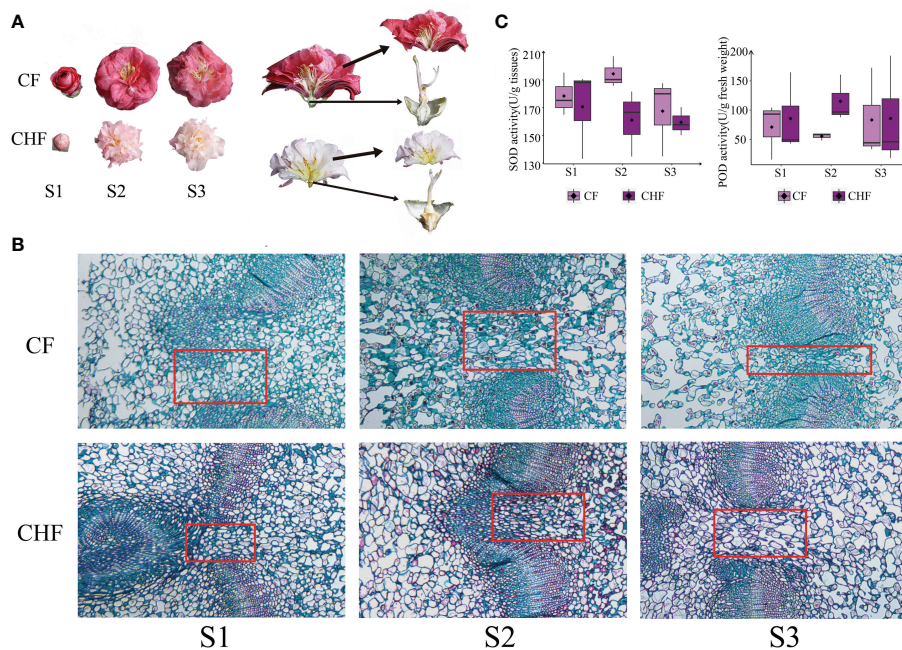 A
CF
CHF
S1 S2 S3
C
SOD activity(U/g tissues)
210
190
170
150
130
S1 S2 S3
CF CHF
POD activity(U/g fresh weight)
200
150
100
50
S1 S2 S3
CF CHF
B
CF
CHF
S1 S2 S3